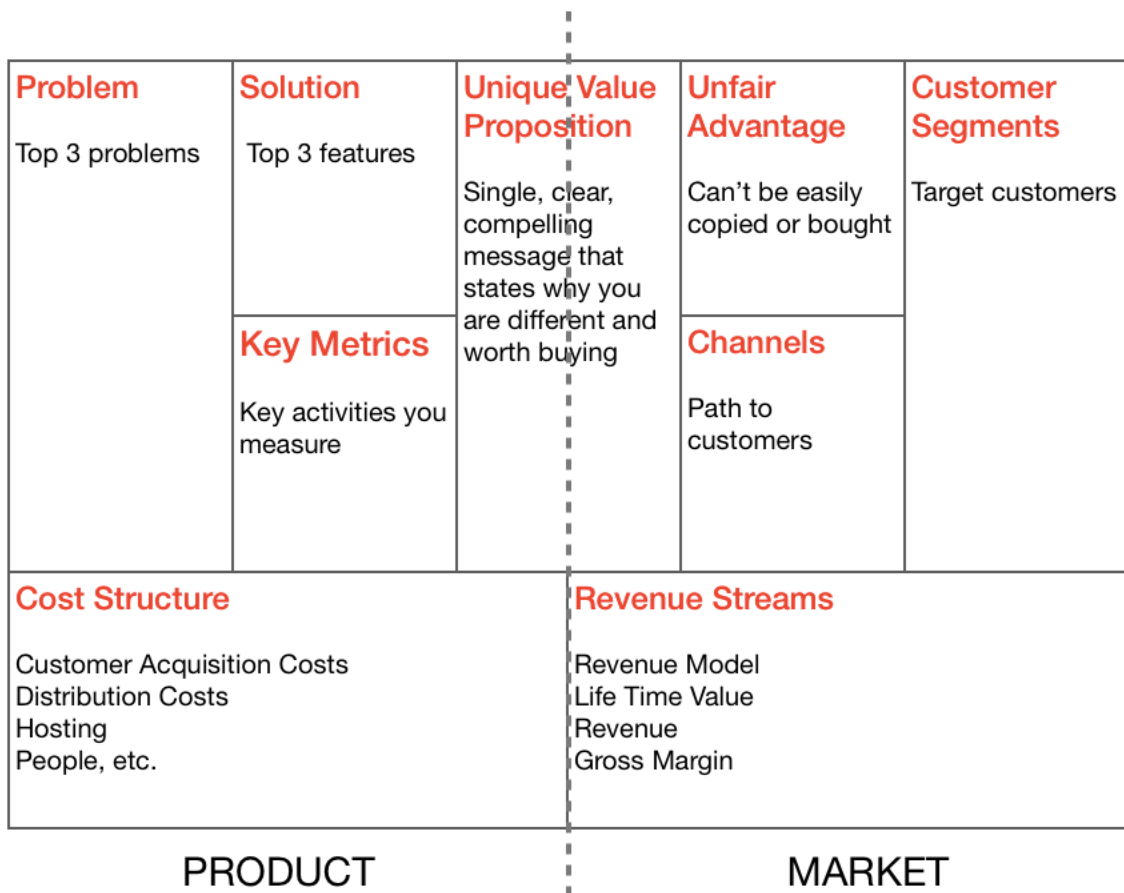 Problem
Top 3 problems
Solution
Top 3 features
Key Metrics
Key activities you
measure
Unique Value
Proposition
Single, clear,
compelling
message that
states why you
are different and
worth buying
Unfair
Advantage
Can't be easily
copied or bought
Channels
Path to
customers
Customer
Segments
Target customers
Cost Structure
Customer Acquisition Costs
Distribution Costs
Hosting
People, etc.
Revenue Streams
Revenue Model
Life Time Value
Revenue
Gross Margin
PRODUCT
MARKET